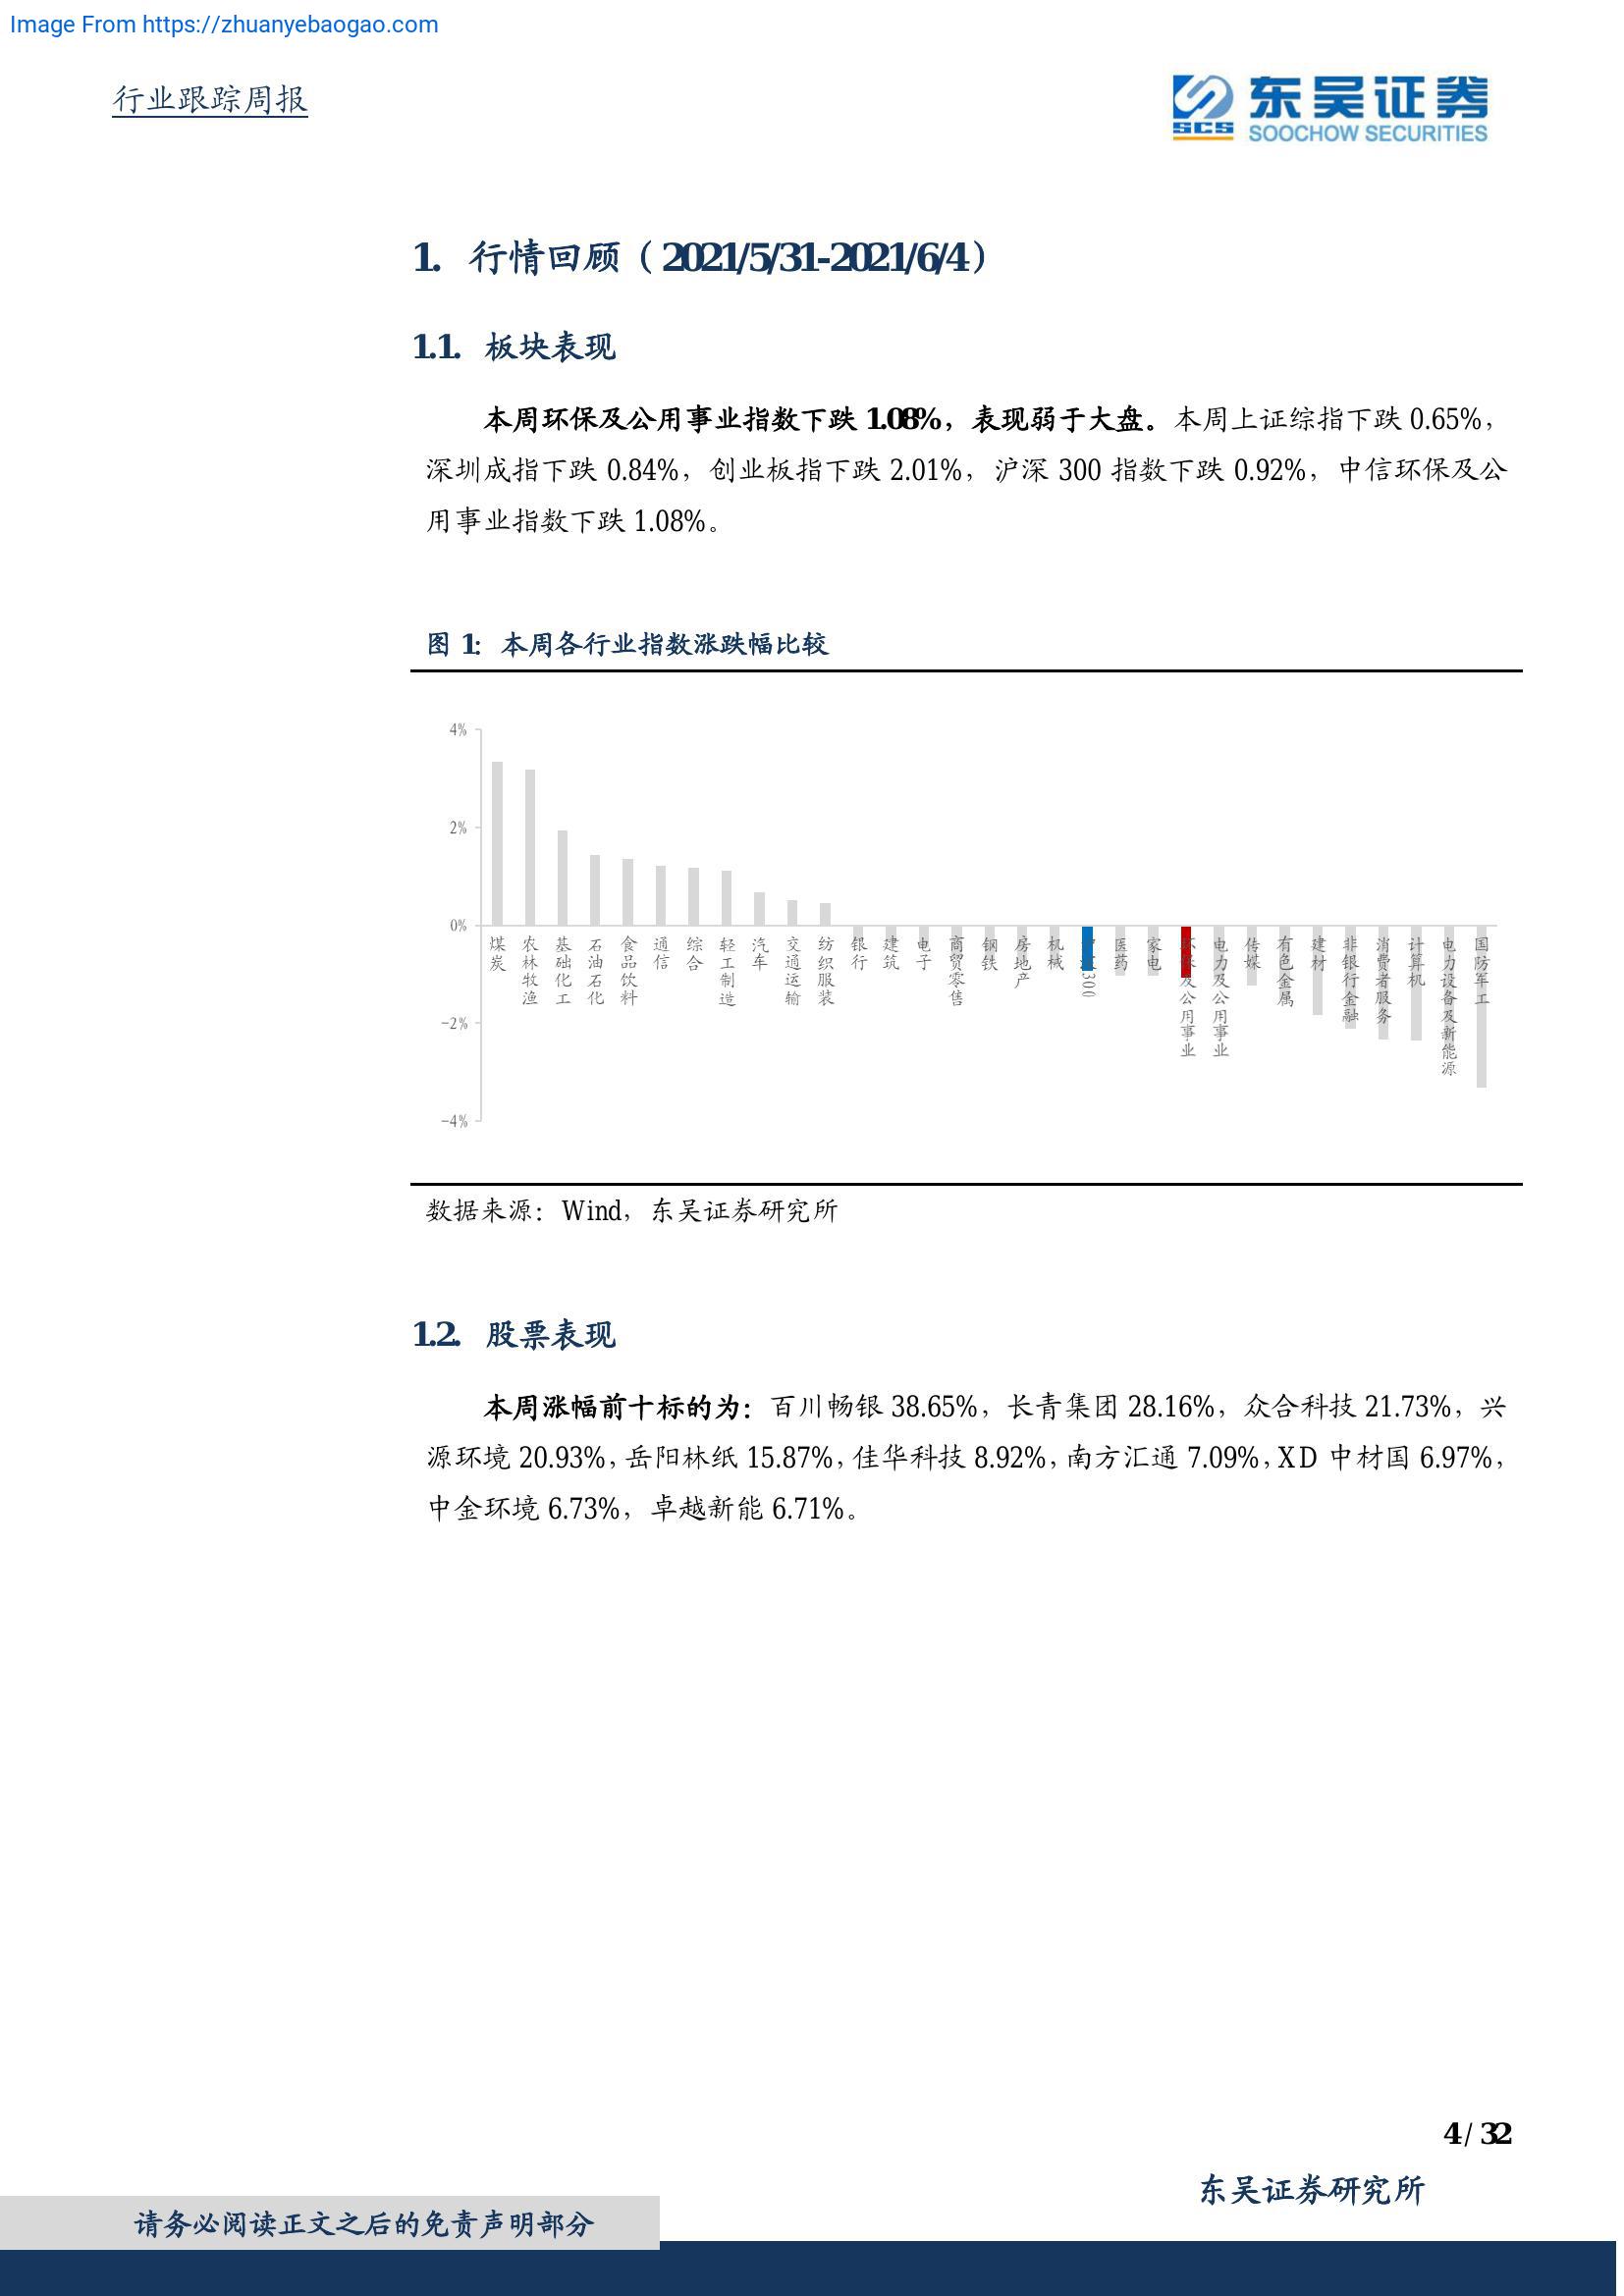 Image From https://zhuanyebaogao.com
行业跟踪周报
东吴证券
SCS
SOOCHOW SECURITIES
1. 行情回顾（2021/5/31-2021/6/4）
1.1. 板块表现
本周环保及公用事业指数下跌 1.08%，表现弱于大盘。本周上证综指下跌 0.65%，
深圳成指下跌 0.84%，创业板指下跌 2.01%，沪深 300 指数下跌 0.92%，中信环保及公
用事业指数下跌 1.08%。
图 1: 本周各行业指数涨跌幅比较
4%
2%
0%
-2%
-4%
煤炭
农林牧渔
基础化工
石油石化
食品饮料
通信
综合
轻工制造
汽车
交通运输
纺织服装
银行
建筑
电子
商贸零售
钢铁
房地产
机械
300
医药
家电
环保及公用事业
电力及公用事业
传媒
有色金属
建材
非银行金融
消费者服务
计算机
电力设备及新能源
国防军工
数据来源：Wind，东吴证券研究所
1.2. 股票表现
本周涨幅前十标的为：百川畅银 38.65%，长青集团 28.16%，众合科技 21.73%，兴
源环境 20.93%，岳阳林纸 15.87%，佳华科技 8.92%，南方汇通 7.09%，XD 中材国 6.97%，
中金环境 6.73%，卓越新能 6.71%。
4 / 32
东吴证券研究所
请务必阅读正文之后的免责声明部分